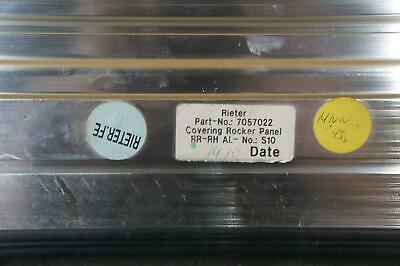 RIETER.FE
Rieter
Part-No.: 7057022
Covering Rocker Panel
RR-RH Al.- No.: S10
Date